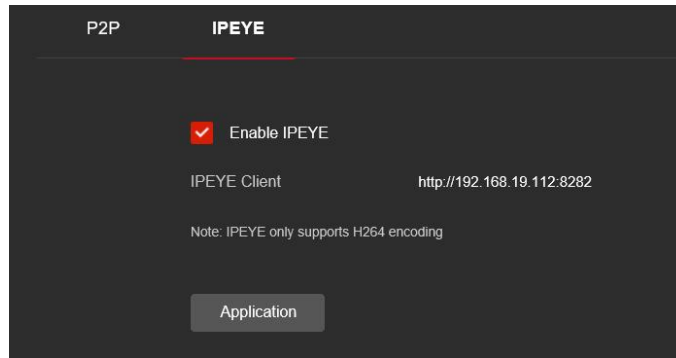 P2P IPEYE
Enable IPEYE
IPEYE Client http://192.168.19.112:8282
Note: IPEYE only supports H264 encoding
Application